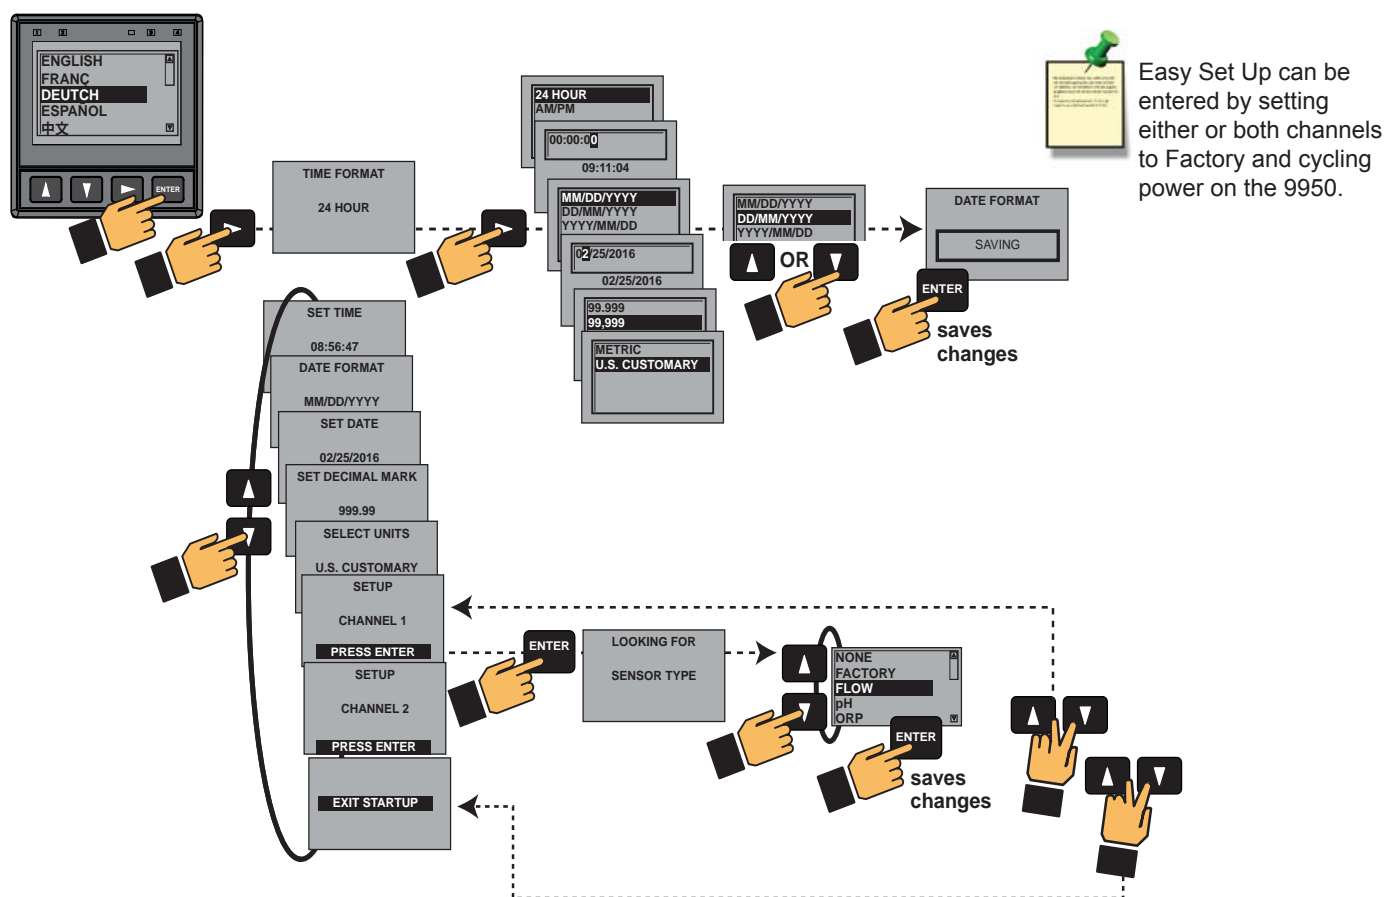 1 2 3 4
ENGLISH
FRANÇ
DEUTCH
ESPAÑOL
中文
ENTER
TIME FORMAT
24 HOUR
24 HOUR
AM/PM
00:00:00
09:11:04
MM/DD/YYYY
DD/MM/YYYY
YYYY/MM/DD
02/25/2016
02/25/2016
99.999
99,999
METRIC
U.S. CUSTOMARY
MM/DD/YYYY
DD/MM/YYYY
YYYY/MM/DD
OR
DATE FORMAT
SAVING
ENTER
saves
changes
Easy Set Up can be
entered by setting
either or both channels
to Factory and cycling
power on the 9950.
SET TIME
08:56:47
DATE FORMAT
MM/DD/YYYY
SET DATE
02/25/2016
SET DECIMAL MARK
999.99
SELECT UNITS
U.S. CUSTOMARY
SETUP
CHANNEL 1
PRESS ENTER
SETUP
CHANNEL 2
PRESS ENTER
EXIT STARTUP
ENTER
LOOKING FOR
SENSOR TYPE
NONE
FACTORY
FLOW
pH
ORP
ENTER
saves
changes